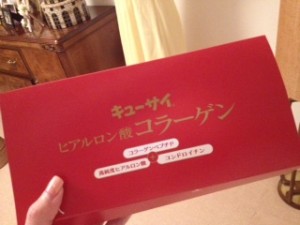 キューサイ
ヒアルロン酸コラーゲン
コラーゲンペプチド
高純度ヒアルロン酸
コンドロイチン